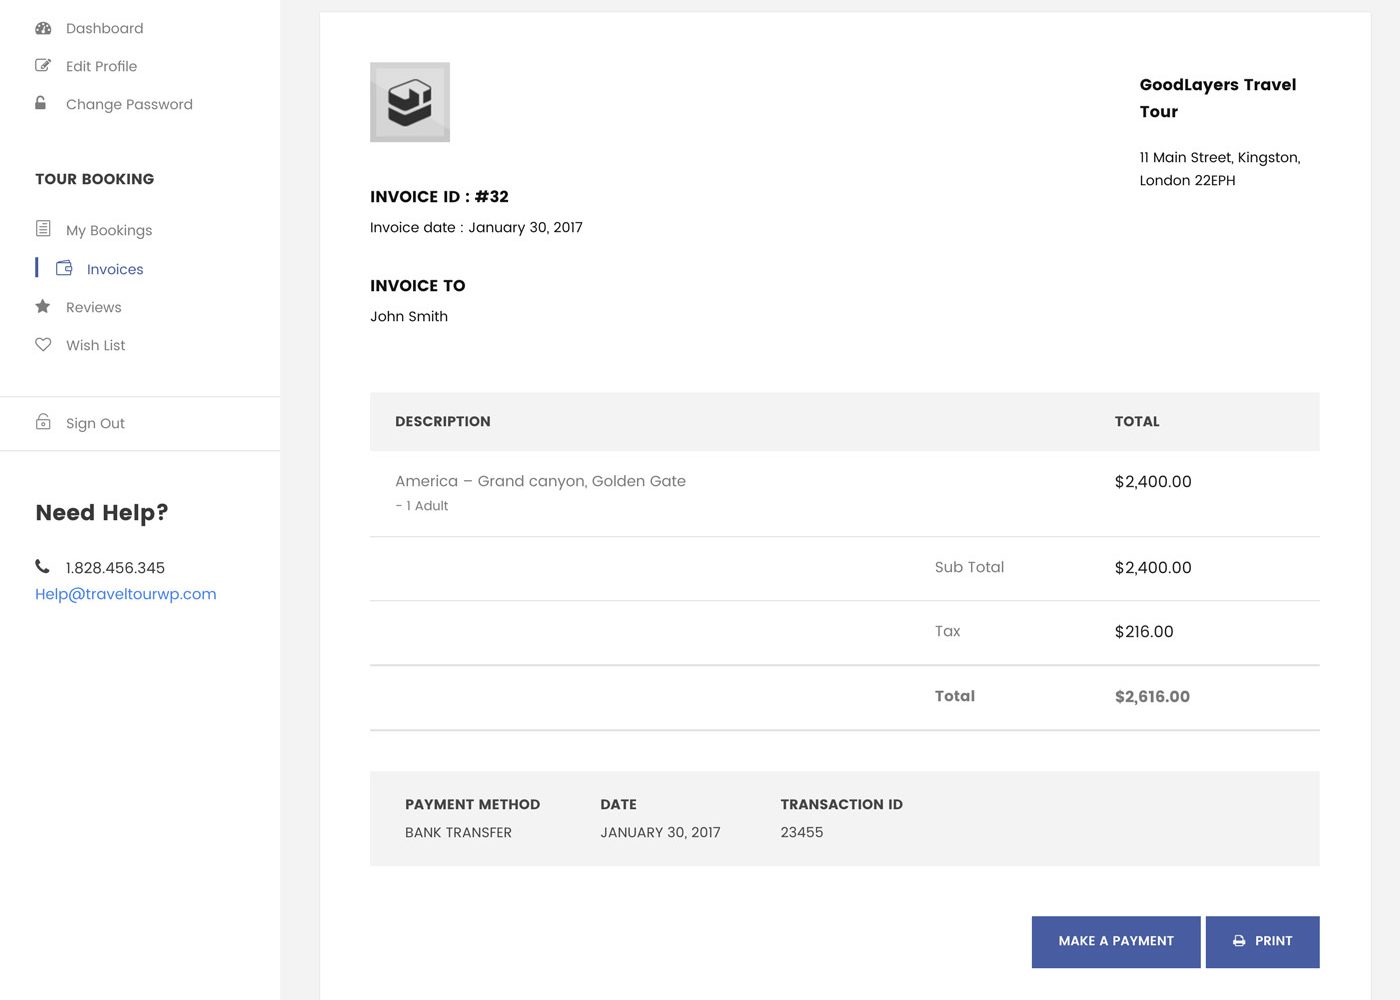 Dashboard
Edit Profile
Change Password
TOUR BOOKING
My Bookings
Invoices
Reviews
Wish List
Sign Out
Need Help?
1.828.456.345
Help@traveltourwp.com
GoodLayers Travel
Tour
11 Main Street, Kingston,
London 22EPH
INVOICE ID : #32
Invoice date : January 30, 2017
INVOICE TO
John Smith
DESCRIPTION TOTAL
America – Grand canyon, Golden Gate $2,400.00
- 1 Adult
Sub Total $2,400.00
Tax $216.00
Total $2,616.00
PAYMENT METHOD DATE TRANSACTION ID
BANK TRANSFER JANUARY 30, 2017 23455
MAKE A PAYMENT PRINT